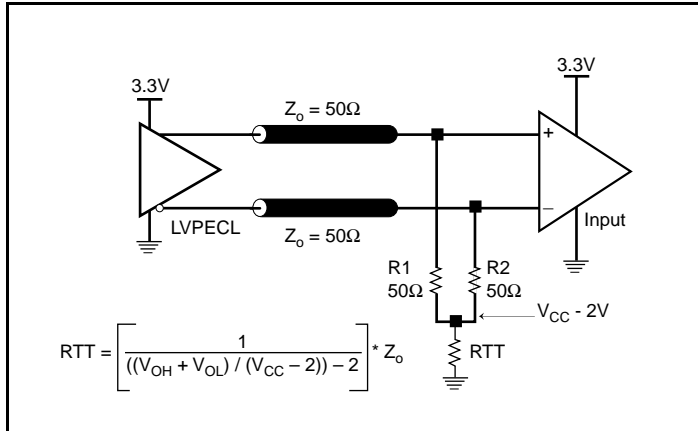 3.3V
3.3V
Zo = 50Ω
+
–
LVPECL
Input
Zo = 50Ω
R1
50Ω
R2
50Ω
VCC - 2V
RTT
RTT = [ 1 / ((VOH + VOL) / (VCC – 2)) – 2 ] * Zo